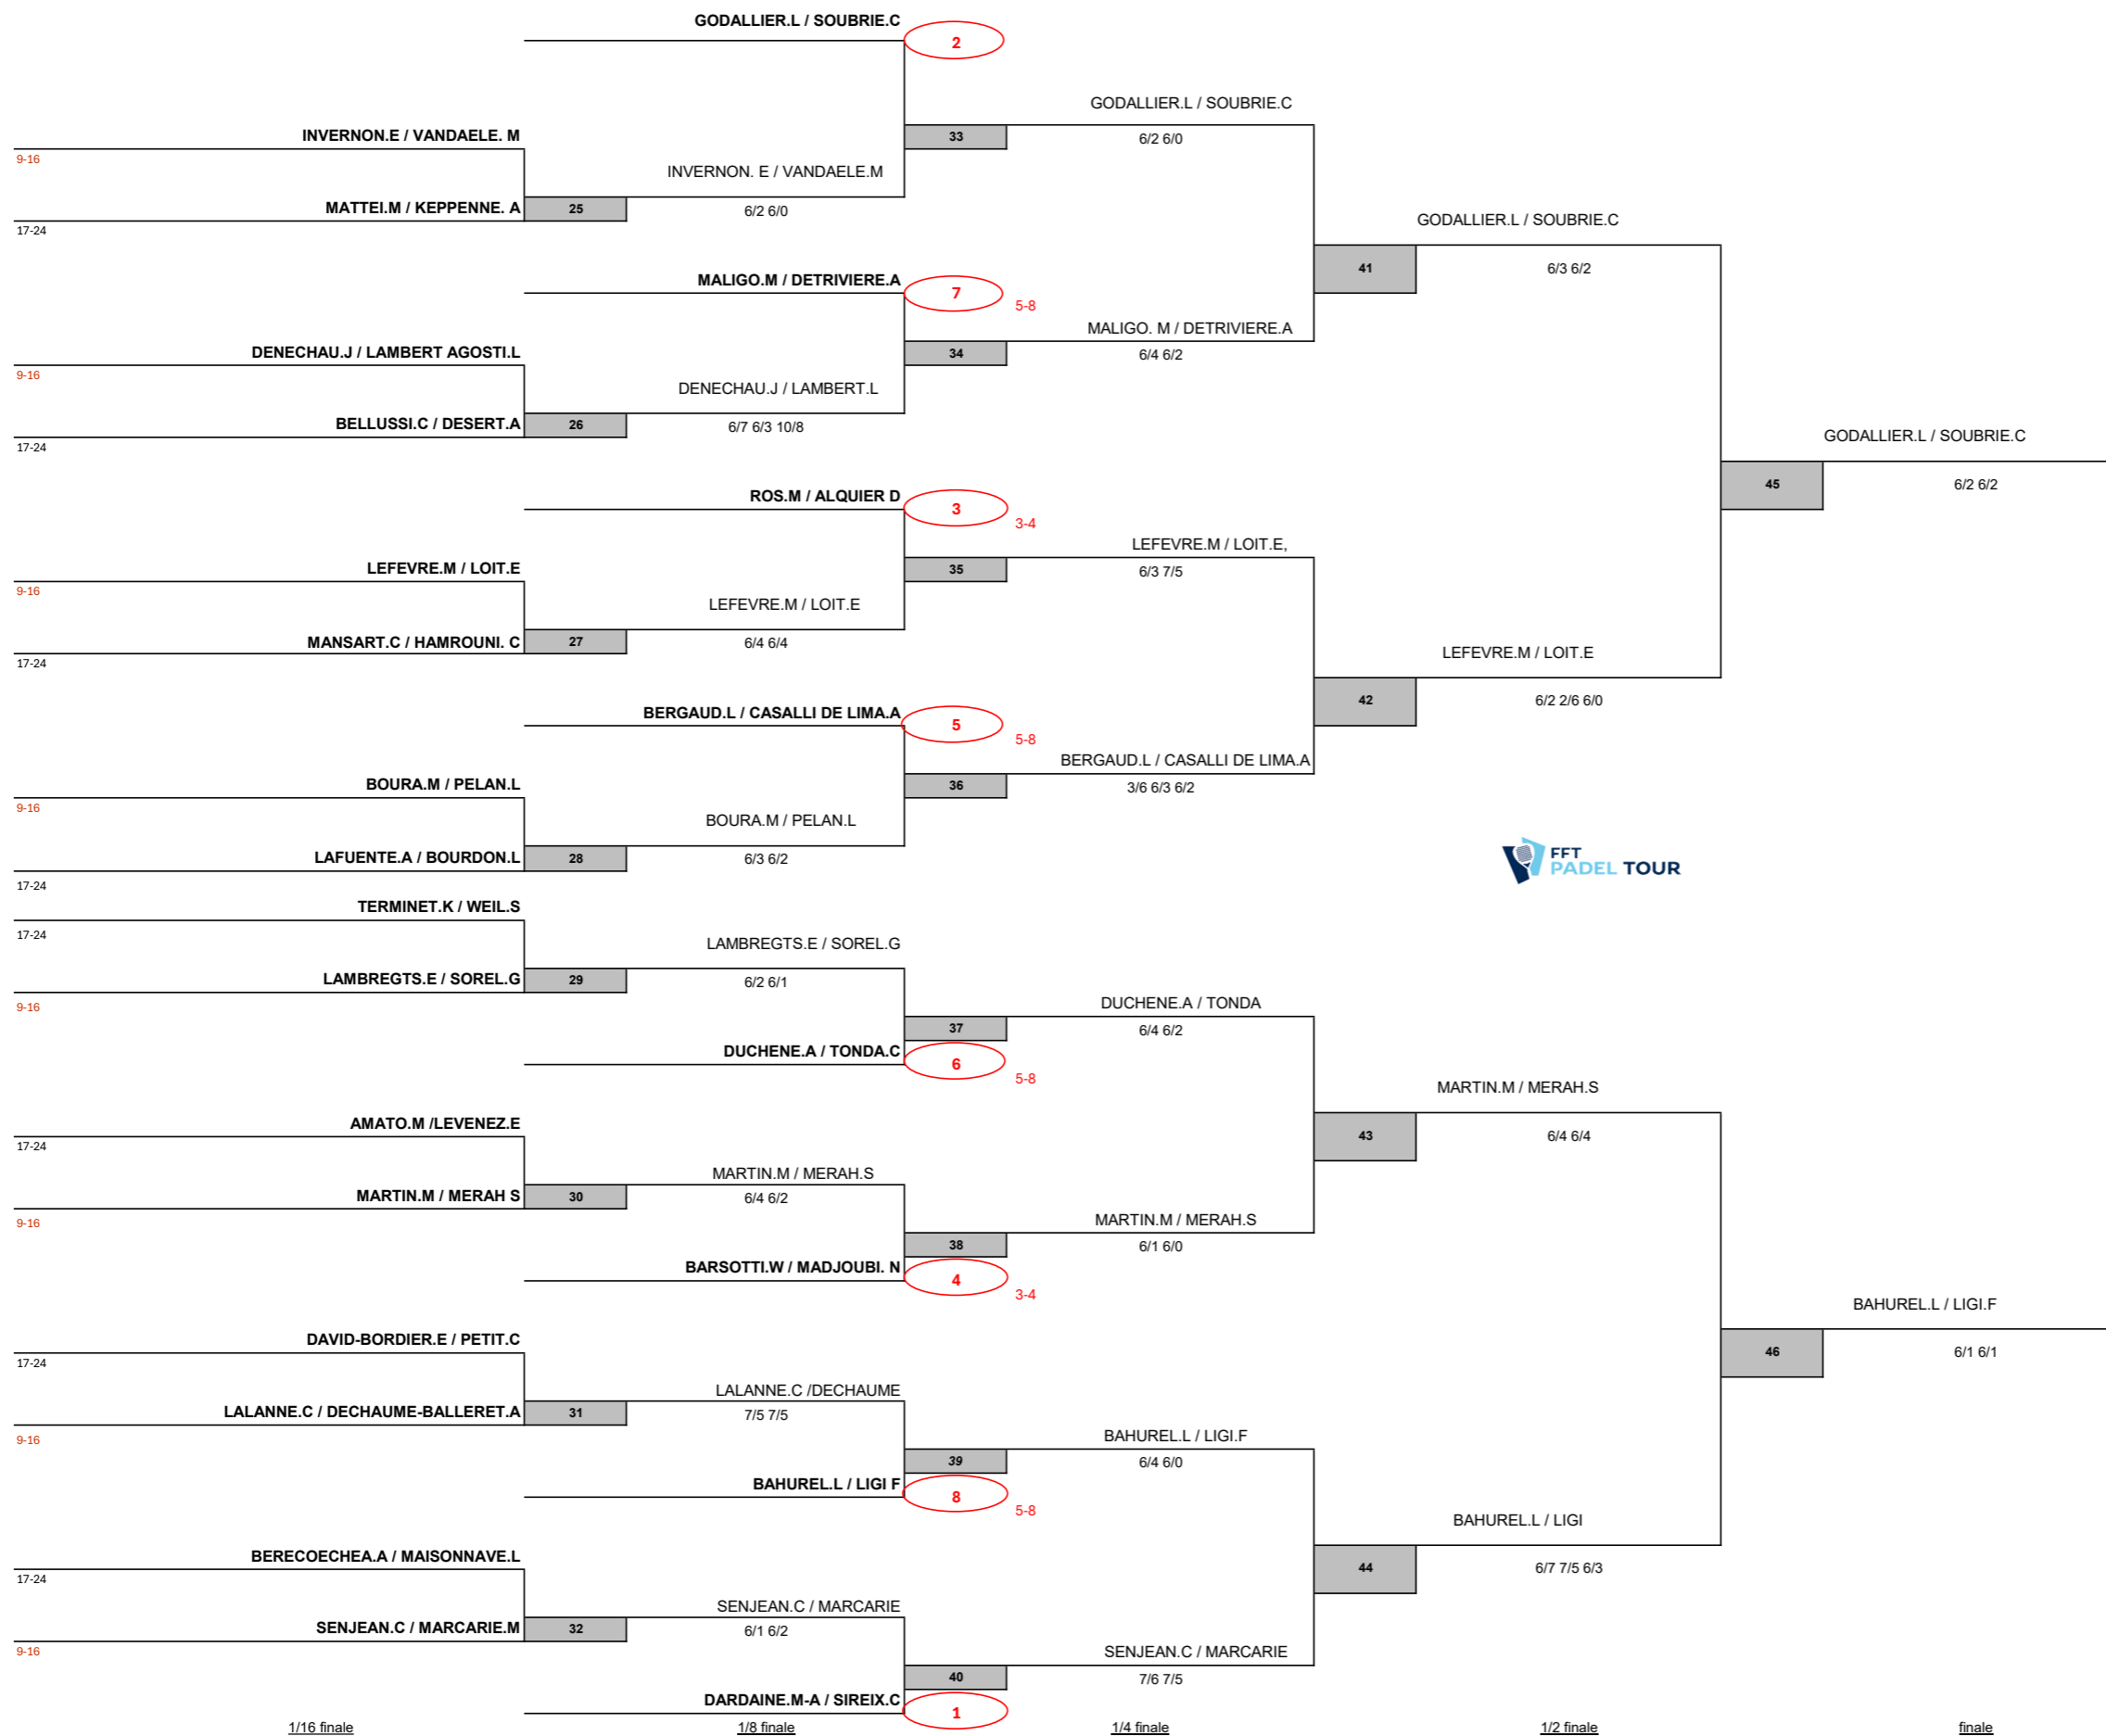 GODALLIER.L / SOUBRIE.C
2
GODALLIER.L / SOUBRIE.C
INVERNON.E / VANDAELE. M
33
6/2 6/0
9-16
INVERNON. E / VANDAELE.M
MATTEI.M / KEPPENNE. A
25
6/2 6/0
17-24
GODALLIER.L / SOUBRIE.C
41
6/3 6/2
MALIGO.M / DETRIVIERE.A
7
5-8
MALIGO. M / DETRIVIERE.A
DENECHAU.J / LAMBERT AGOSTI.L
34
6/4 6/2
9-16
DENECHAU.J / LAMBERT.L
BELLUSSI.C / DESERT.A
26
6/7 6/3 10/8
17-24
GODALLIER.L / SOUBRIE.C
45
6/2 6/2
ROS.M / ALQUIER D
3
3-4
LEFEVRE.M / LOIT.E,
LEFEVRE.M / LOIT.E
35
6/3 7/5
9-16
LEFEVRE.M / LOIT.E
MANSART.C / HAMROUNI. C
27
6/4 6/4
17-24
LEFEVRE.M / LOIT.E
42
6/2 2/6 6/0
BERGAUD.L / CASALLI DE LIMA.A
5
5-8
BERGAUD.L / CASALLI DE LIMA.A
BOURA.M / PELAN.L
36
3/6 6/3 6/2
9-16
BOURA.M / PELAN.L
LAFUENTE.A / BOURDON.L
28
6/3 6/2
17-24
FFT
PADEL TOUR
TERMINET.K / WEIL.S
17-24
LAMBREGTS.E / SOREL.G
LAMBREGTS.E / SOREL.G
29
6/2 6/1
9-16
DUCHENE.A / TONDA
37
6/4 6/2
DUCHENE.A / TONDA.C
6
5-8
MARTIN.M / MERAH.S
AMATO.M /LEVENEZ.E
17-24
43
6/4 6/4
MARTIN.M / MERAH.S
MARTIN.M / MERAH S
30
6/4 6/2
9-16
MARTIN.M / MERAH.S
38
6/1 6/0
BARSOTTI.W / MADJOUBI. N
4
3-4
BAHUREL.L / LIGI.F
DAVID-BORDIER.E / PETIT.C
46
6/1 6/1
17-24
LALANNE.C /DECHAUME
LALANNE.C / DECHAUME-BALLERET.A
31
7/5 7/5
9-16
BAHUREL.L / LIGI.F
39
6/4 6/0
BAHUREL.L / LIGI F
8
5-8
BAHUREL.L / LIGI
BERECOECHEA.A / MAISONNAVE.L
44
6/7 7/5 6/3
17-24
SENJEAN.C / MARCARIE
SENJEAN.C / MARCARIE.M
32
6/1 6/2
9-16
SENJEAN.C / MARCARIE
40
7/6 7/5
DARDAINE.M-A / SIREIX.C
1
1/16 finale
1/8 finale
1/4 finale
1/2 finale
finale